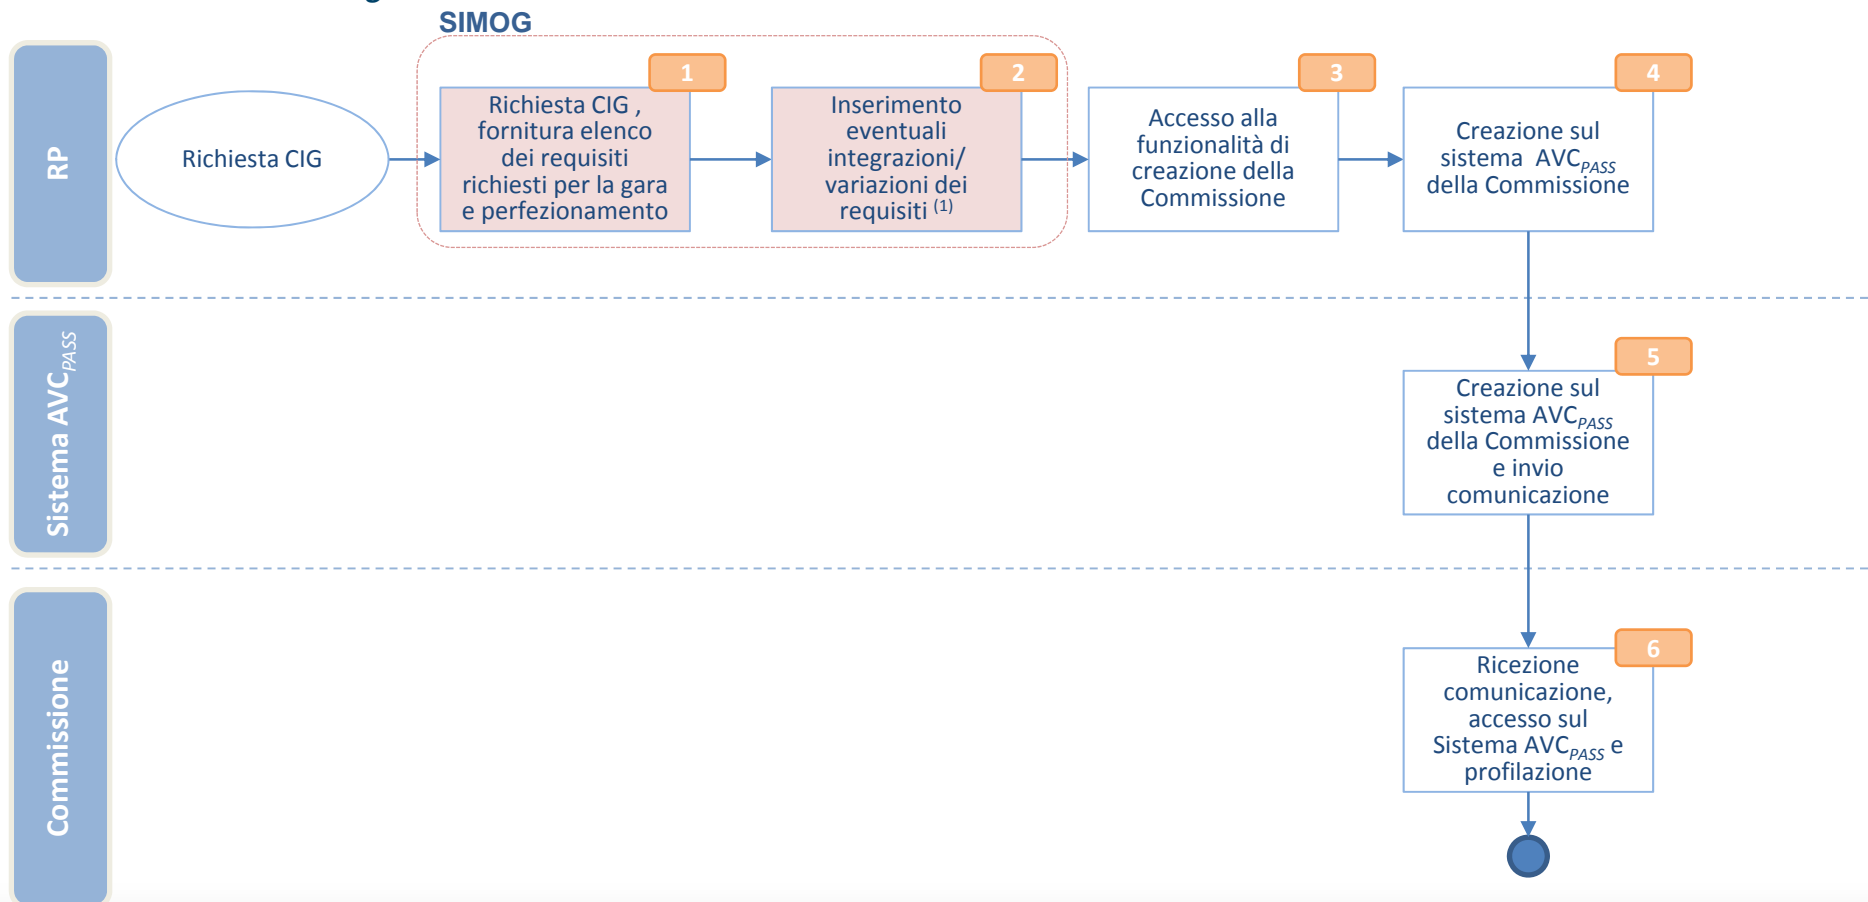 g
SIMOG
RP
Richiesta CIG
1
Richiesta CIG ,
fornitura elenco
dei requisiti
richiesti per la gara
e perfezionamento
2
Inserimento
eventuali
integrazioni/
variazioni dei
requisiti (1)
3
Accesso alla
funzionalità di
creazione della
Commissione
4
Creazione sul
sistema AVCPASS
della Commissione
Sistema AVCPASS
5
Creazione sul
sistema AVCPASS
della Commissione
e invio
comunicazione
Commissione
6
Ricezione
comunicazione,
accesso sul
Sistema AVCPASS e
profilazione